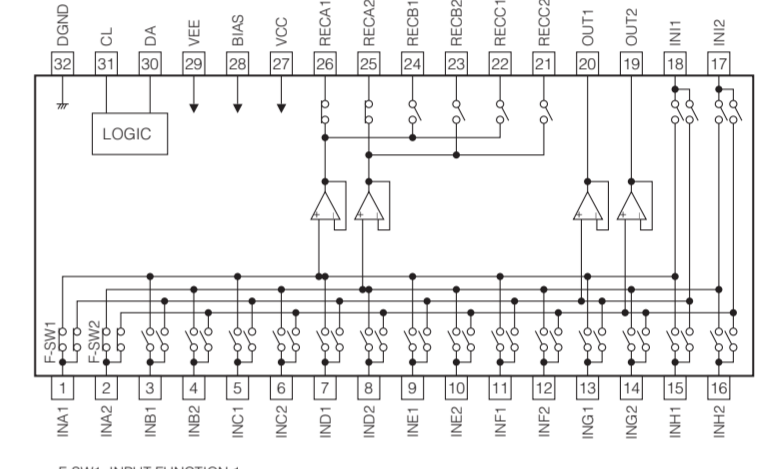 DGND CL DA VEE BIAS VCC RECA1 RECA2 RECB1 RECB2 RECC1 RECC2 OUT1 OUT2 INI1 INI2
32 31 30 29 28 27 26 25 24 23 22 21 20 19 18 17
LOGIC
+ - + - + - + -
F-SW1 F-SW2
1 2 3 4 5 6 7 8 9 10 11 12 13 14 15 16
INA1 INA2 INB1 INB2 INC1 INC2 IND1 IND2 INE1 INE2 INF1 INF2 ING1 ING2 INH1 INH2
F-SW1: INPUT FUNCTION 1